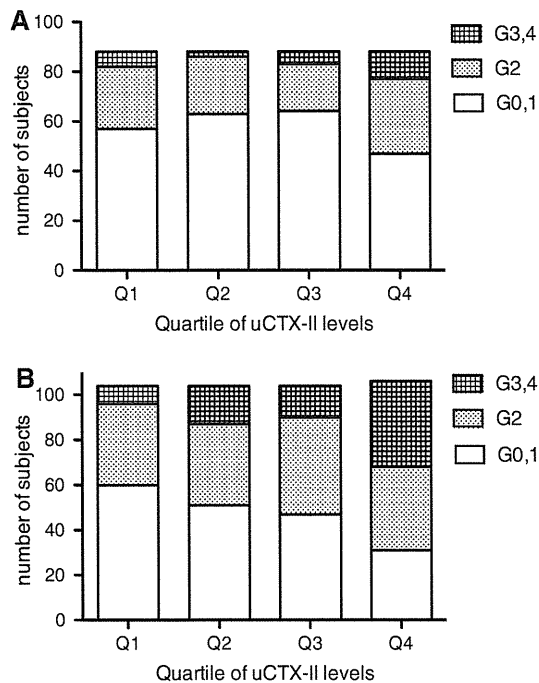 A
100
80
60
40
20
0
number of subjects
Q1 Q2 Q3 Q4
Quartile of uCTX-II levels
G3,4
G2
G0,1
B
100
80
60
40
20
0
number of subjects
Q1 Q2 Q3 Q4
Quartile of uCTX-II levels
G3,4
G2
G0,1